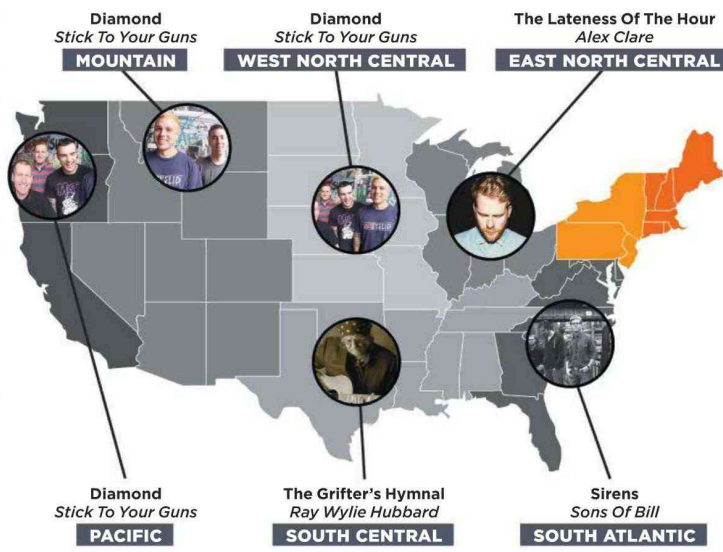 Diamond
Stick To Your Guns
MOUNTAIN
Diamond
Stick To Your Guns
WEST NORTH CENTRAL
The Lateness Of The Hour
Alex Clare
EAST NORTH CENTRAL
Diamond
Stick To Your Guns
PACIFIC
The Grifter's Hymnal
Ray Wylie Hubbard
SOUTH CENTRAL
Sirens
Sons Of Bill
SOUTH ATLANTIC